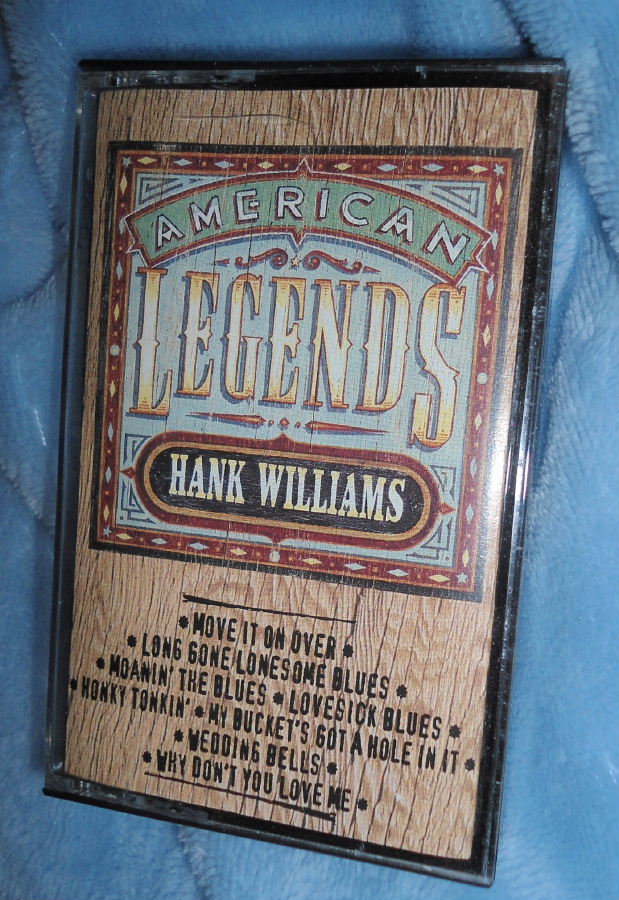 AMERICAN
LEGENDS
HANK WILLIAMS
*MOVE IT ON OVER*
*LONG GONE LONESOME BLUES*
*MOANIN' THE BLUES *LOVESICK BLUES*
*HONKY TONKIN' *MY BUCKET'S GOT A HOLE IN IT*
*WEDDING BELLS*
*WHY DON'T YOU LOVE ME*